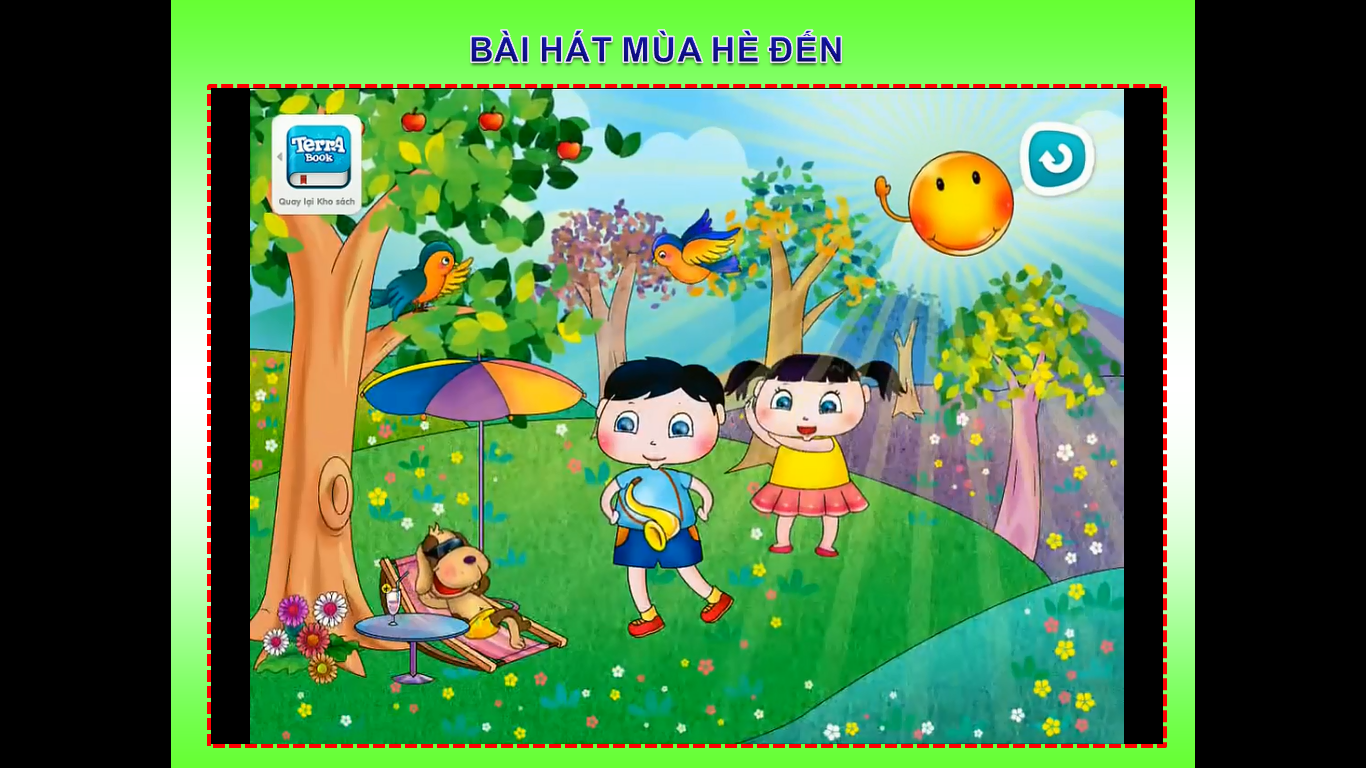 BÀI HÁT MÙA HÈ ĐẾN
TerrA
BOOK
Quay lại Kho sách